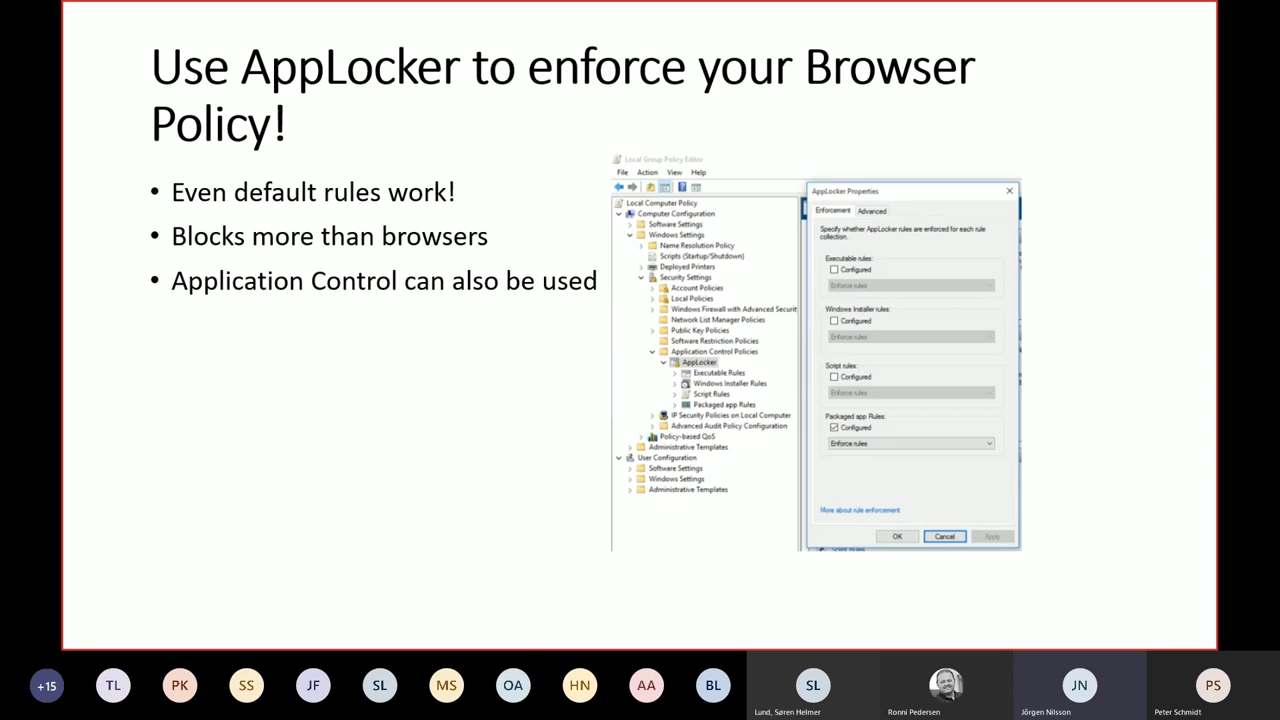 Use AppLocker to enforce your Browser
Policy!
• Even default rules work!
• Blocks more than browsers
• Application Control can also be used
Local Group Policy Editor
File Action View Help
Local Computer Policy
Computer Configuration
Software Settings
Windows Settings
Name Resolution Policy
Scripts (Startup/Shutdown)
Deployed Printers
Security Settings
Account Policies
Local Policies
Windows Firewall with Advanced Securit
Network List Manager Policies
Public Key Policies
Software Restriction Policies
Application Control Policies
AppLocker
Executable Rules
Windows Installer Rules
Script Rules
Packaged app Rules
IP Security Policies on Local Computer
Advanced Audit Policy Configuration
Policy-based QoS
Administrative Templates
User Configuration
Software Settings
Windows Settings
Administrative Templates
AppLocker Properties
Enforcement Advanced
Specify whether AppLocker rules are enforced for each rule
collection.
Executable rules:
Configured
Enforce rules
Windows Installer rules:
Configured
Enforce rules
Script rules:
Configured
Enforce rules
Packaged app Rules:
Configured
Enforce rules
More about rule enforcement
OK Cancel Apply
+15 TL PK SS JF SL MS OA HN AA BL SL JN PS
Lund, Søren Helmer Ronni Pedersen Jörgen Nilsson Peter Schmidt